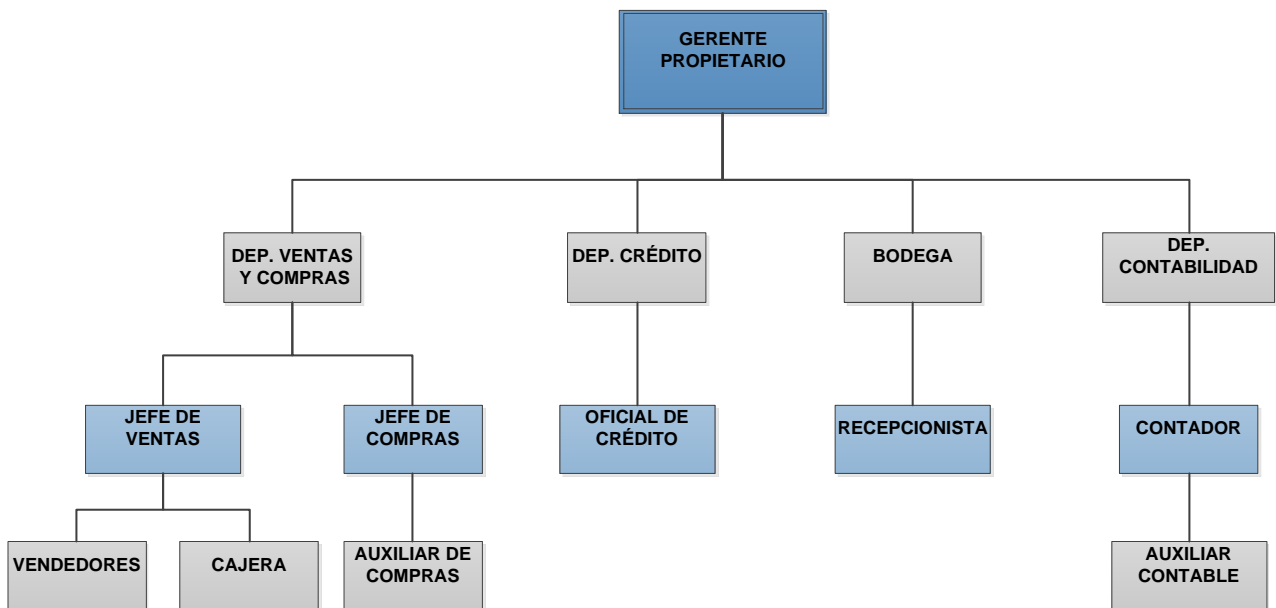 GERENTE
PROPIETARIO
DEP. VENTAS
Y COMPRAS
DEP. CRÉDITO
BODEGA
DEP.
CONTABILIDAD
JEFE DE
VENTAS
JEFE DE
COMPRAS
OFICIAL DE
CRÉDITO
RECEPCIONISTA
CONTADOR
VENDEDORES
CAJERA
AUXILIAR DE
COMPRAS
AUXILIAR
CONTABLE